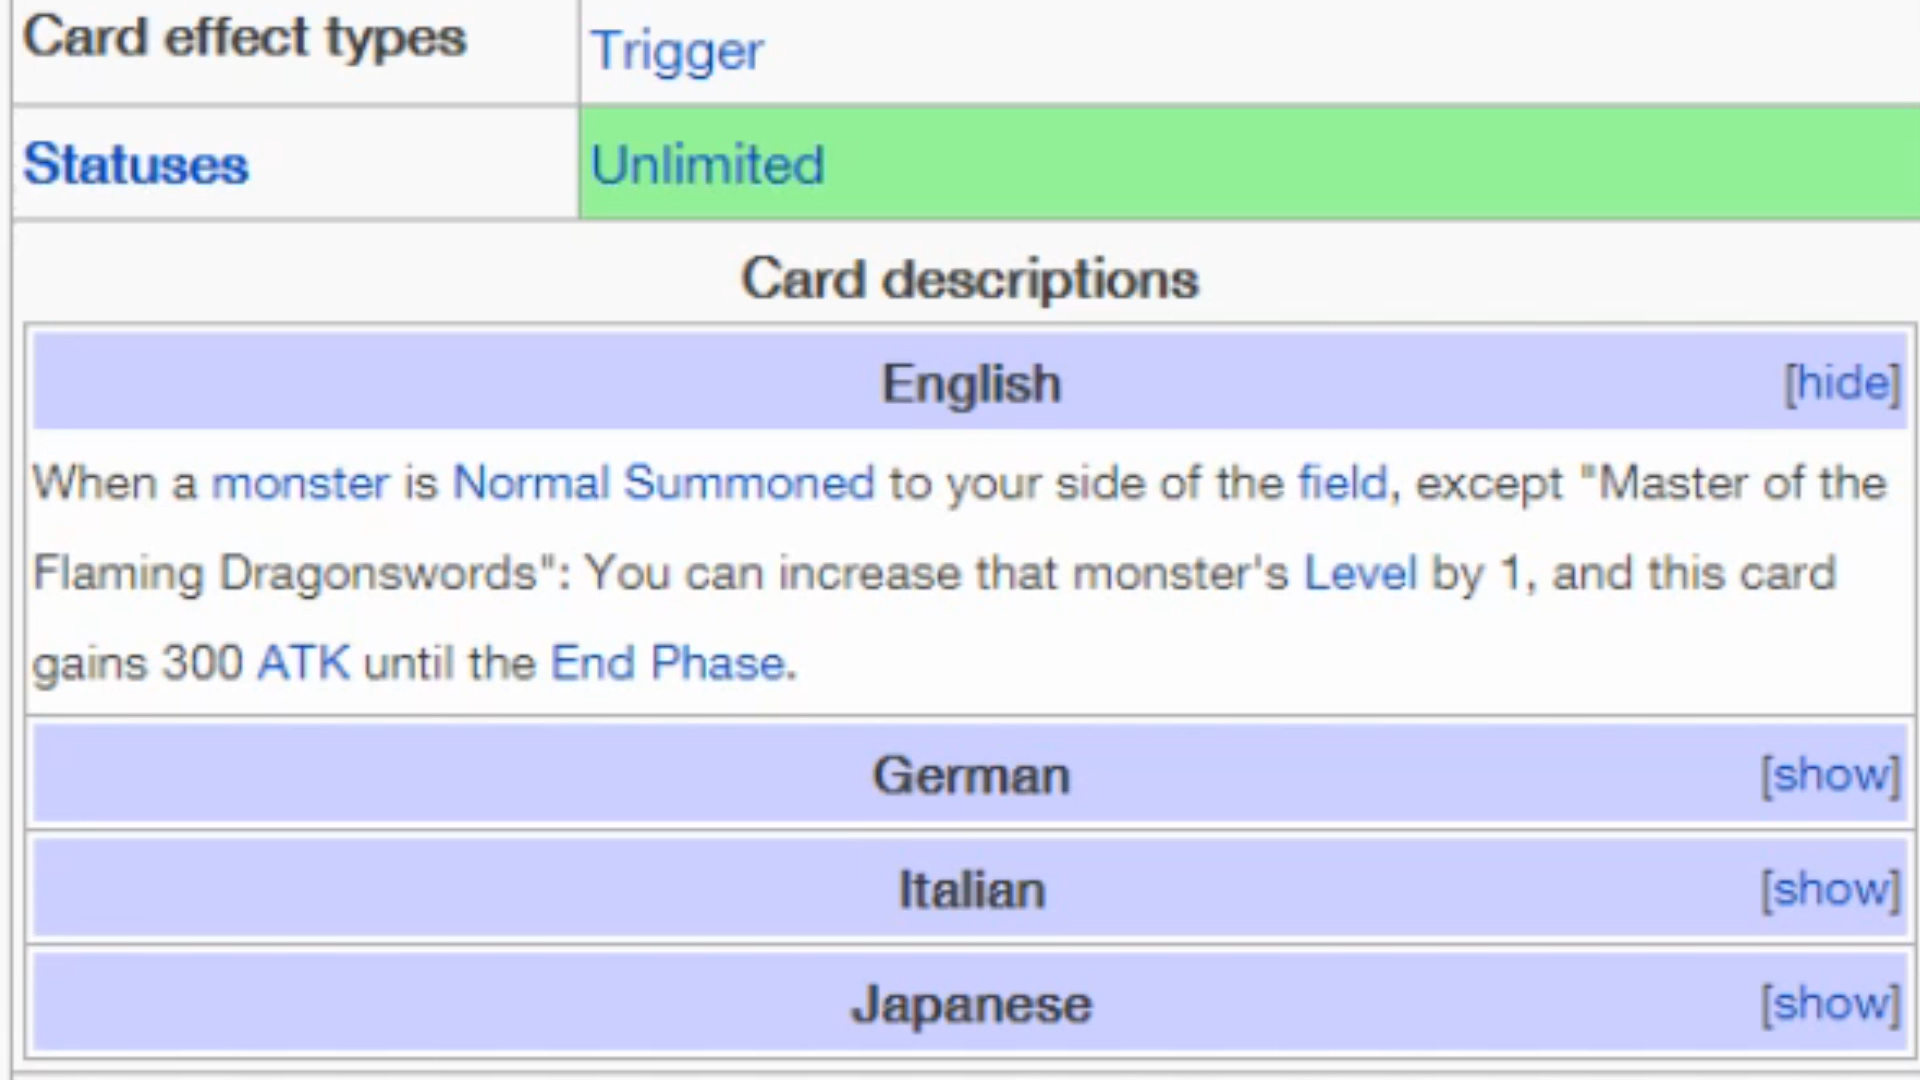 Card effect types
Trigger
Statuses
Unlimited
Card descriptions
English
[hide]
When a monster is Normal Summoned to your side of the field, except "Master of the
Flaming Dragonswords": You can increase that monster's Level by 1, and this card
gains 300 ATK until the End Phase.
German
[show]
Italian
[show]
Japanese
[show]